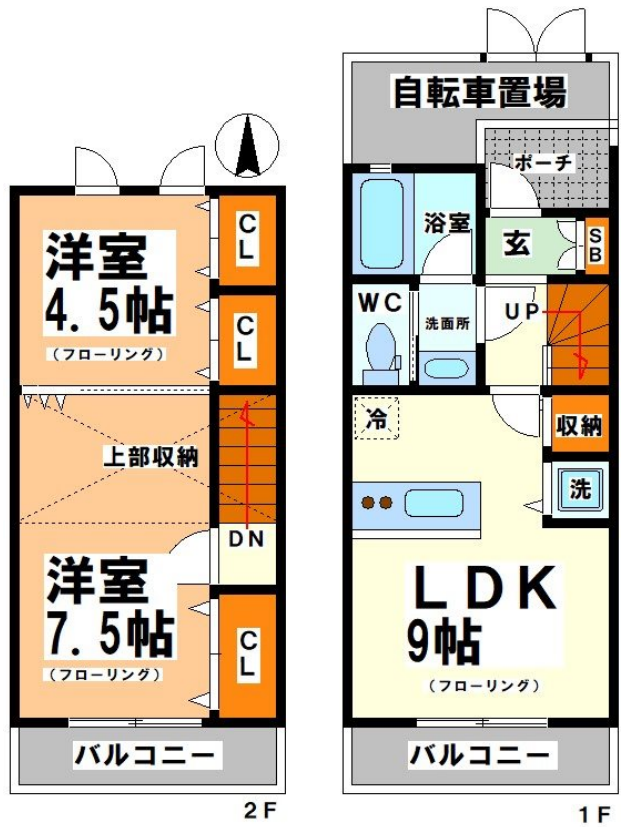 洋室
4.5帖
(フローリング)
CL
CL
上部収納
DN
洋室
7.5帖
(フローリング)
CL
バルコニー
2F
自転車置場
ポーチ
浴室
玄
SB
WC
洗面所
UP
冷
収納
洗
LDK
9帖
(フローリング)
バルコニー
1F